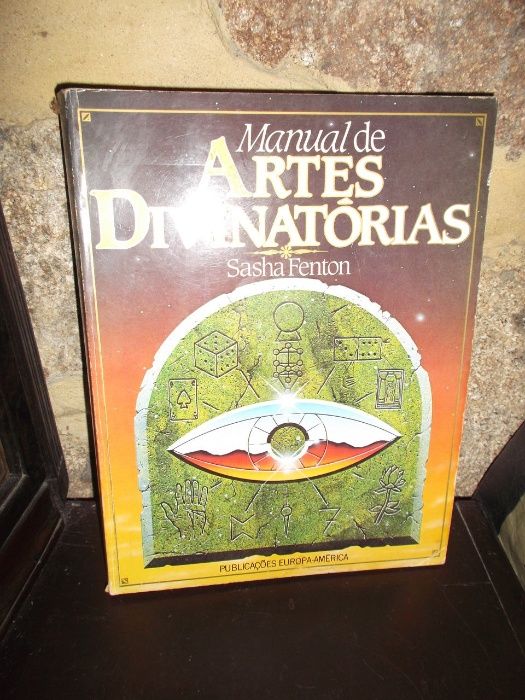 Manual de
ARTES
DIVINATÓRIAS
Sasha Fenton
PUBLICAÇÕES EUROPA-AMÉRICA